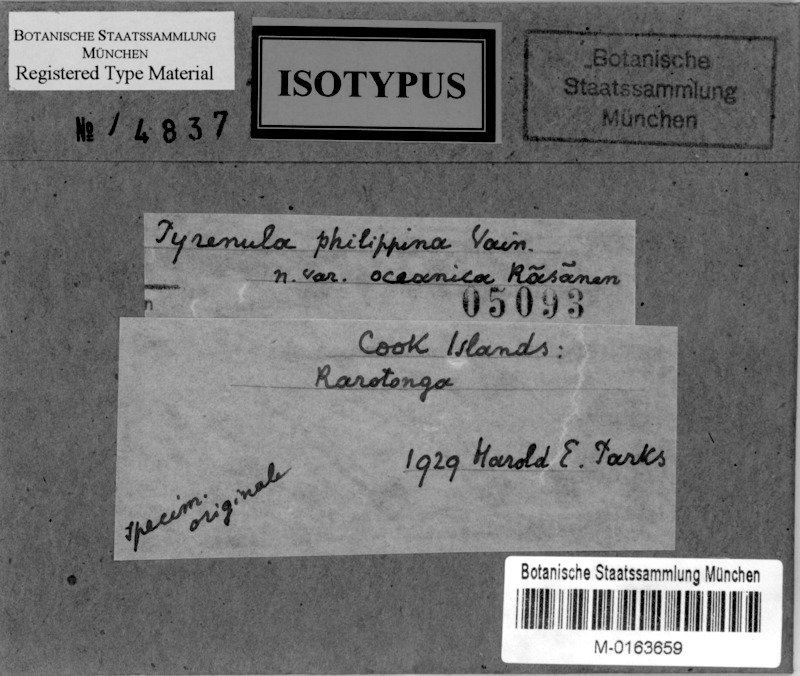 BOTANISCHE STAATSSAMMLUNG
MÜNCHEN
Registered Type Material
№ 14837
ISOTYPUS
Botanische
Staatssammlung
München
Pyrenula philippina Vain.
n. var. oceanica Räsänen
05093
n
Cook Islands:
Rarotonga
1929 Harold E. Parks
specim.
originale
Botanische Staatssammlung München
M-0163659